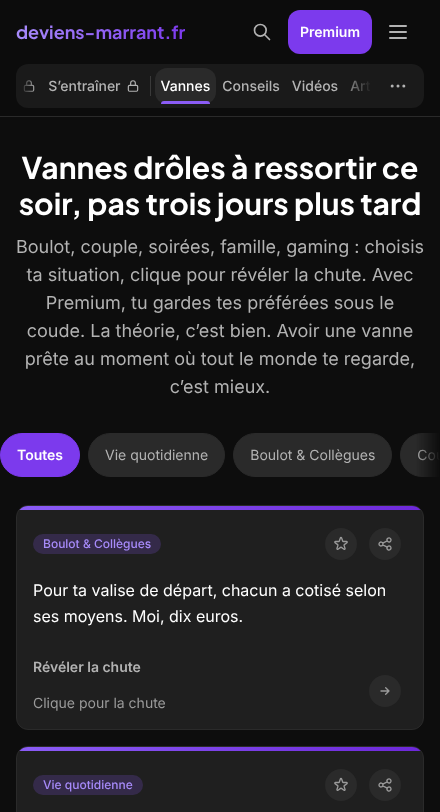 deviens-marrant.fr
Premium
S’entraîner
Vannes
Conseils
Vidéos
Vannes drôles à ressortir ce
soir, pas trois jours plus tard
Boulot, couple, soirées, famille, gaming : choisis
ta situation, clique pour révéler la chute. Avec
Premium, tu gardes tes préférées sous le
coude. La théorie, c’est bien. Avoir une vanne
prête au moment où tout le monde te regarde,
c’est mieux.
Toutes
Vie quotidienne
Boulot & Collègues
Boulot & Collègues
Pour ta valise de départ, chacun a cotisé selon
ses moyens. Moi, dix euros.
Révéler la chute
Clique pour la chute
Vie quotidienne